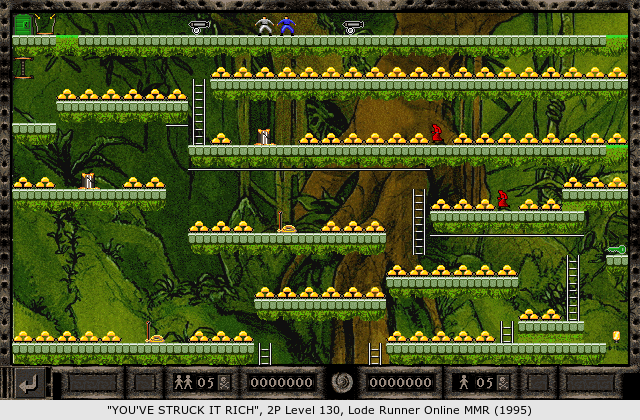 05 0000000 0000000 05
"YOU'VE STRUCK IT RICH", 2P Level 130, Lode Runner Online MMR (1995)